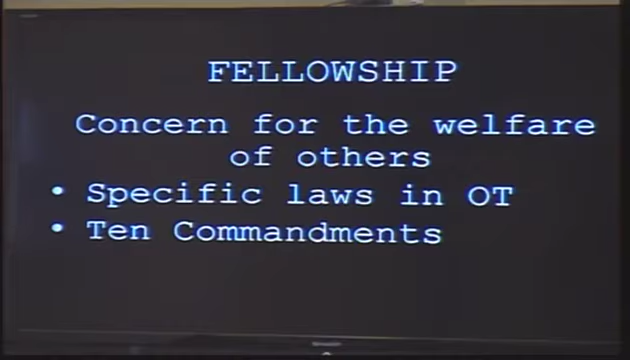 FELLOWSHIP
Concern for the welfare
of others
• Specific laws in OT
• Ten Commandments